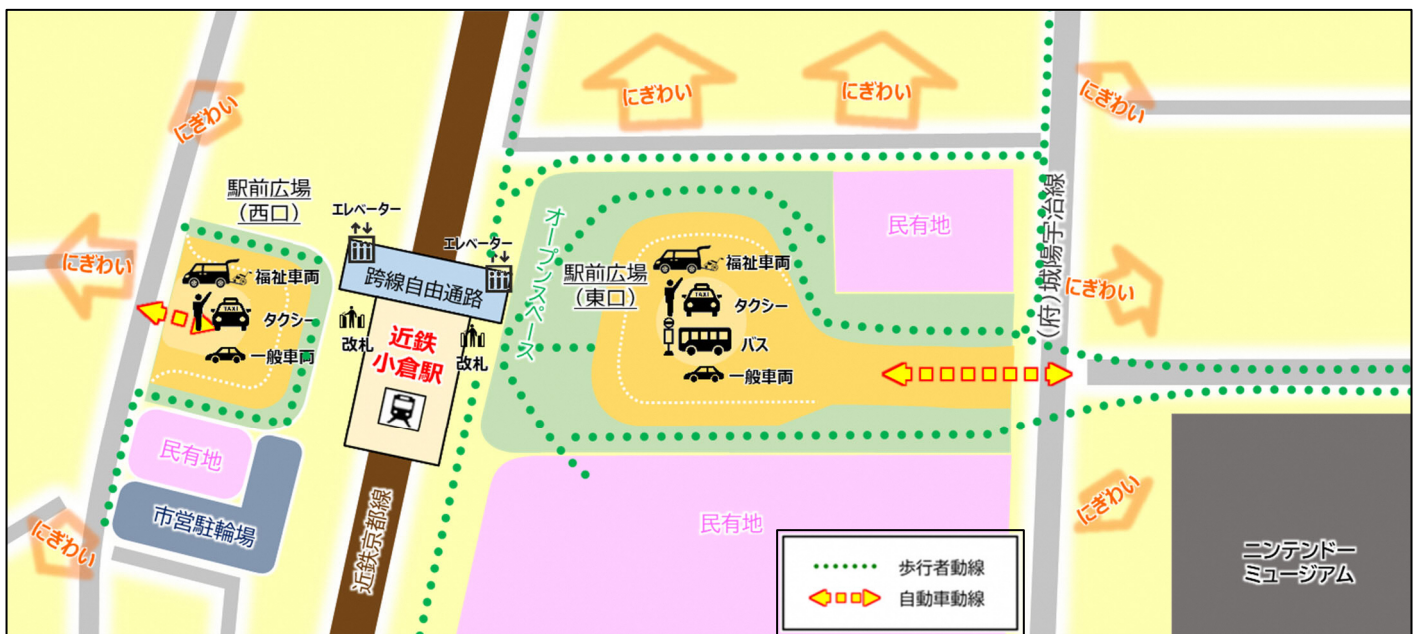 にぎわい
にぎわい
にぎわい
にぎわい
駅前広場
（西口）
エレベーター
エレベーター
跨線自由通路
福祉車両
タクシー
TAXI
一般車両
改札
改札
近鉄
小倉駅
にぎわい
民有地
市営駐輪場
にぎわい
近鉄京都線
オープンスペース
駅前広場
（東口）
福祉車両
TAXI
タクシー
バス
一般車両
民有地
(府)城陽宇治線
にぎわい
にぎわい
民有地
ニンテンドー
ミュージアム
歩行者動線
自動車動線
にぎわい